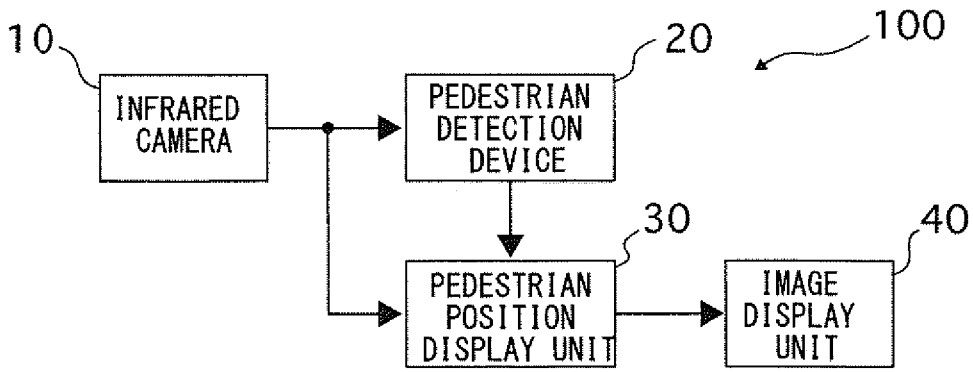 10
20
100
INFRARED
CAMERA
PEDESTRIAN
DETECTION
DEVICE
30
40
PEDESTRIAN
POSITION
DISPLAY UNIT
IMAGE
DISPLAY
UNIT